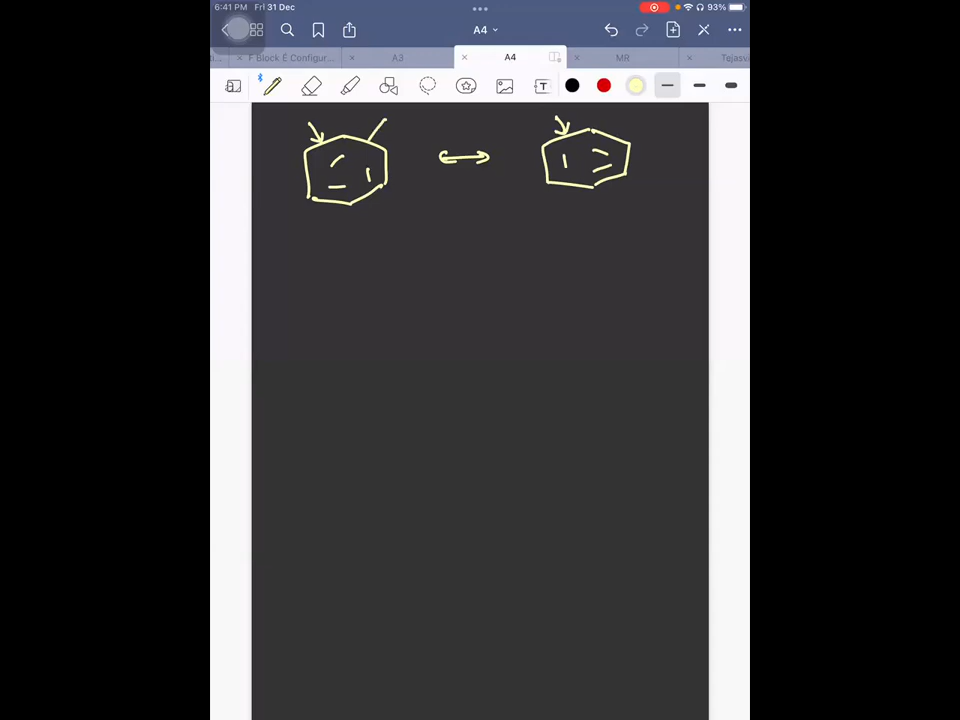 6:41 PM Fri 31 Dec 93%
A4
F Block É Configur... A3 A4 MR Tejasv
T